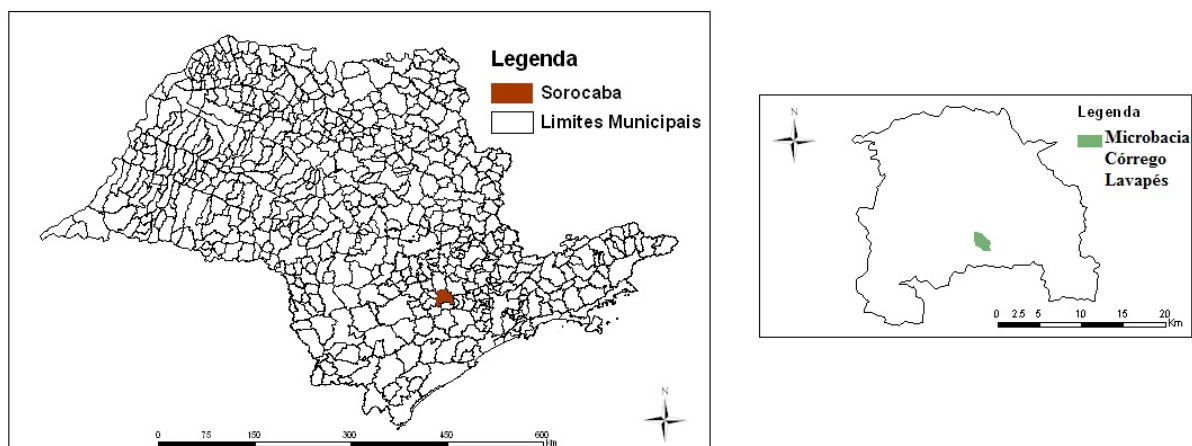 Legenda
Sorocaba
Limites Municipais
N
0 75 150 300 450 600
Km
N
Legenda
Microbacia
Córrego
Lavapés
0 2.5 5 10 15 20
Km